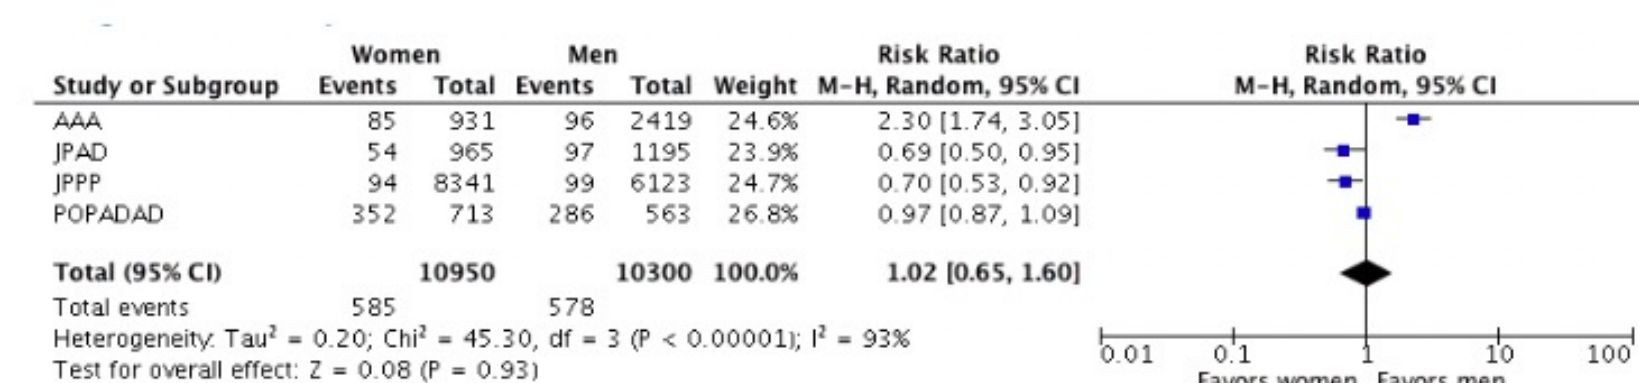 Women Men Risk Ratio Risk Ratio
Study or Subgroup Events Total Events Total Weight M-H, Random, 95% CI M-H, Random, 95% CI
AAA 85 931 96 2419 24.6% 2.30 [1.74, 3.05]
JPAD 54 965 97 1195 23.9% 0.69 [0.50, 0.95]
JPPP 94 8341 99 6123 24.7% 0.70 [0.53, 0.92]
POPADAD 352 713 286 563 26.8% 0.97 [0.87, 1.09]
Total (95% CI) 10950 10300 100.0% 1.02 [0.65, 1.60]
Total events 585 578
Heterogeneity: Tau² = 0.20; Chi² = 45.30, df = 3 (P < 0.00001); I² = 93%
Test for overall effect: Z = 0.08 (P = 0.93)
0.01 0.1 1 10 100
Favors women Favors men